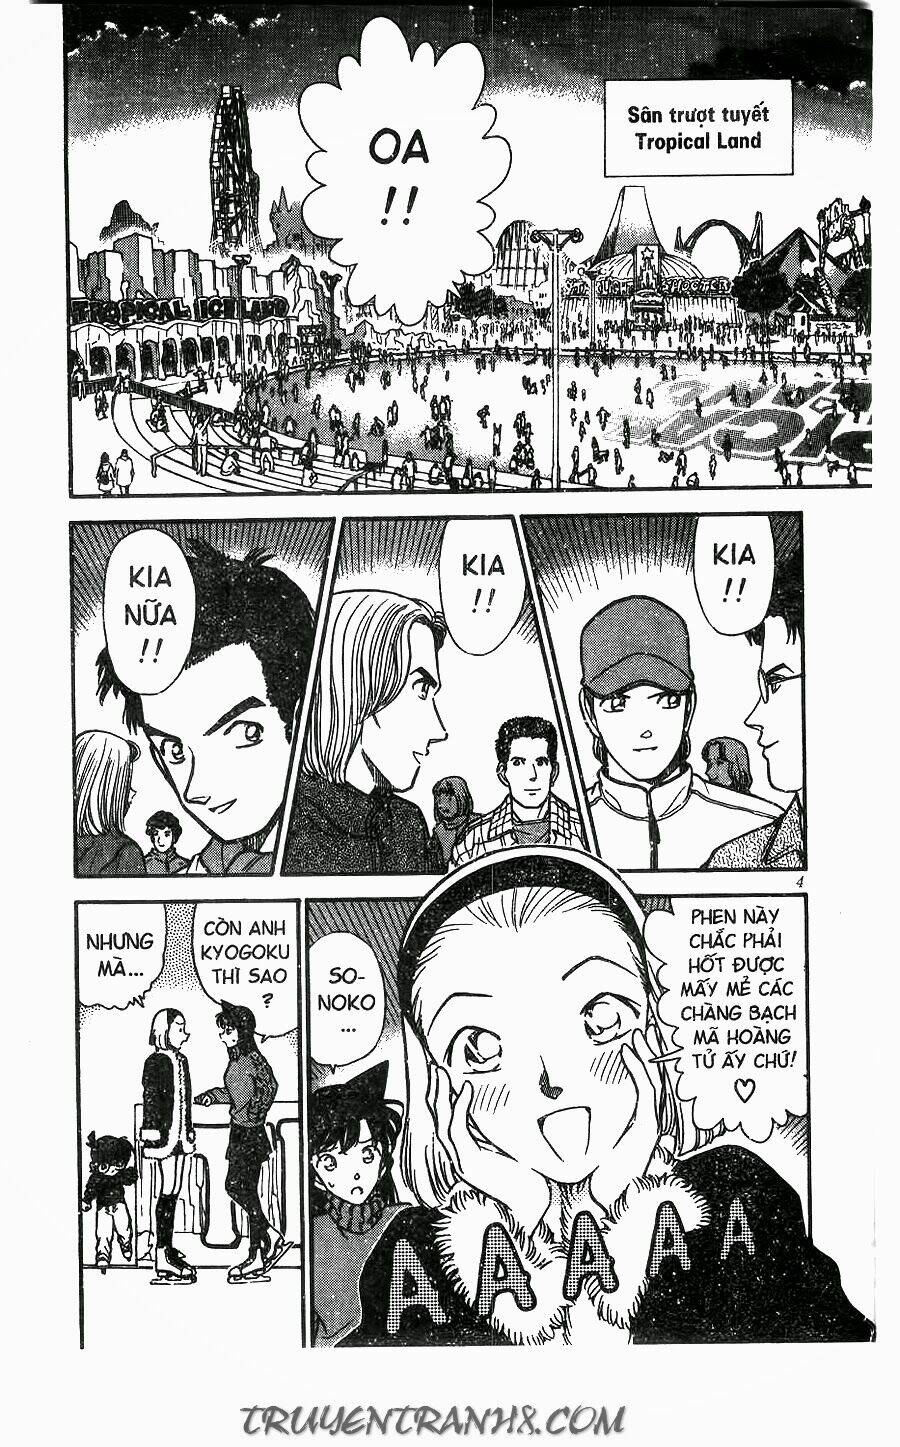 OA
!!
Sân trượt tuyết
Tropical Land
TROPICAL ICE LAND
KIA
!!
KIA
!!
KIA
NỮA
!!
4
PHEN NÀY
CHẮC PHẢI
HỐT ĐƯỢC
MẤY MẺ CÁC
CHÀNG BẠCH
MÃ HOÀNG
TỬ ẤY CHỨ!
♡
SO-
NOKO
...
AAAAA
CÒN ANH
KYOGOKU
THÌ SAO
?
NHƯNG
MÀ...
TRUYENTRANH8.COM